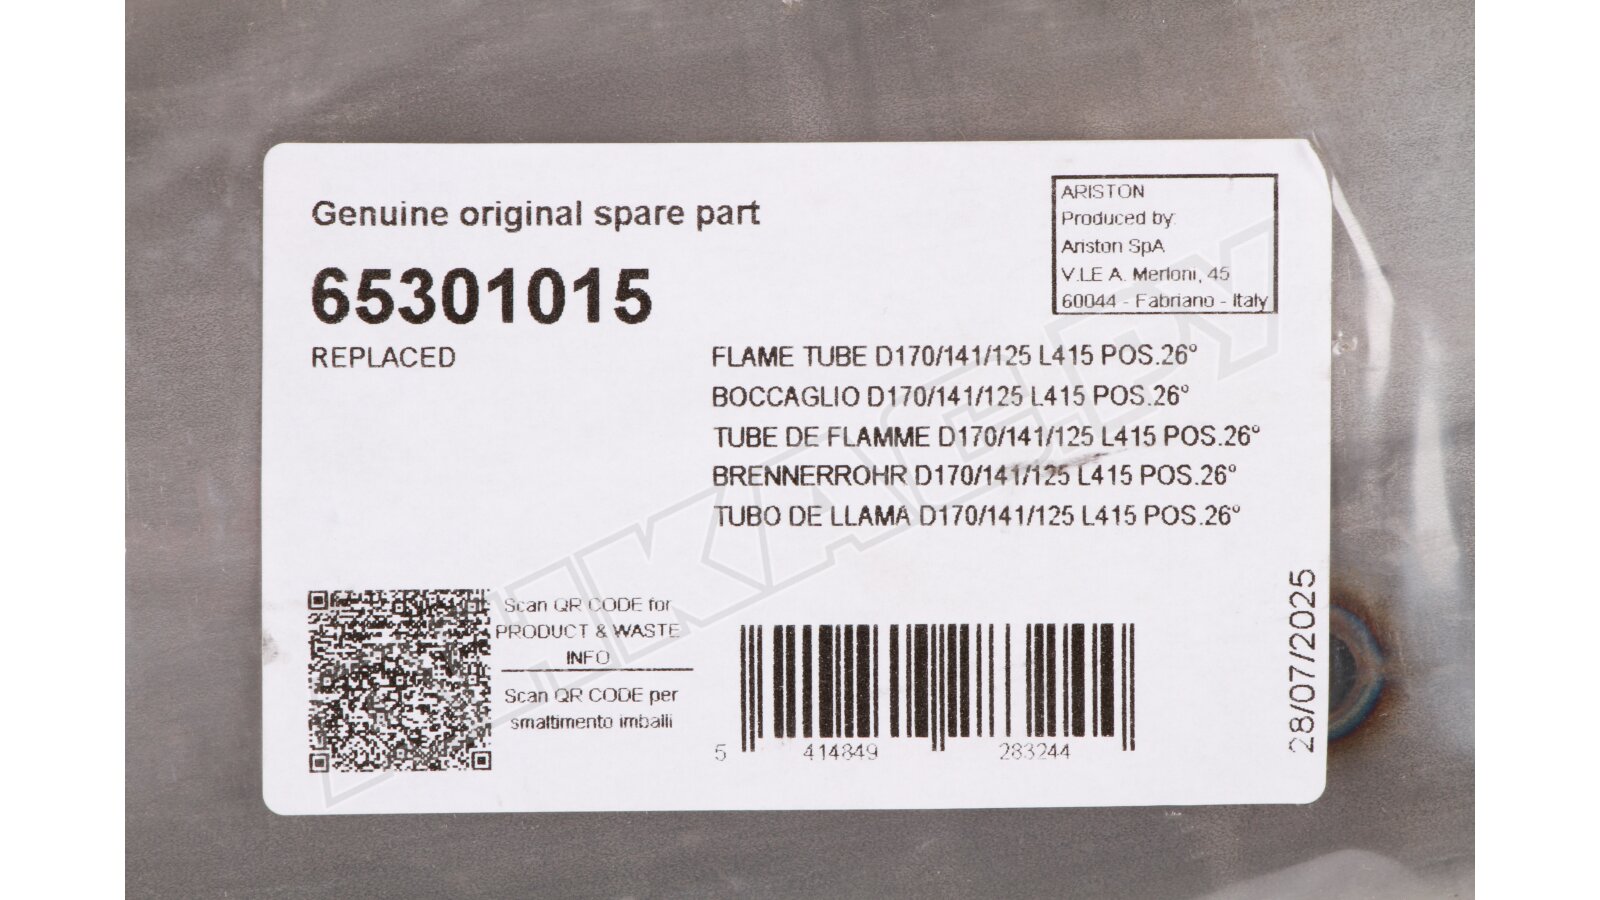 Genuine original spare part
65301015
REPLACED
ARISTON
Produced by:
Ariston SpA
V.LE A. Merloni, 45
60044 - Fabriano - Italy
FLAME TUBE D170/141/125 L415 POS.26°
BOCCAGLIO D170/141/125 L415 POS.26°
TUBE DE FLAMME D170/141/125 L415 POS.26°
BRENNERROHR D170/141/125 L415 POS.26°
TUBO DE LLAMA D170/141/125 L415 POS.26°
Scan QR CODE for
PRODUCT & WASTE
INFO
Scan QR CODE per
smaltimento imballi
5 414849 283244
28/07/2025